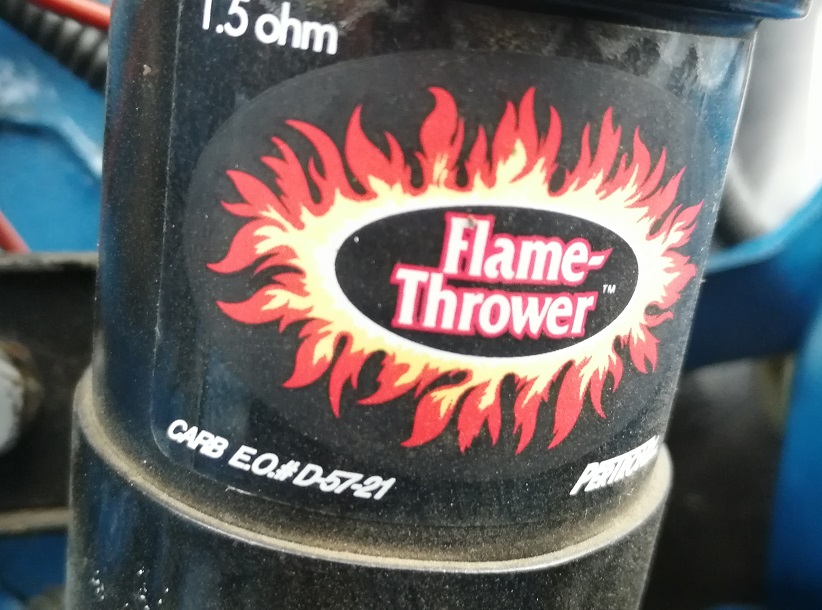 1.5 ohm
Flame-
Thrower™
CARB E.O.# D-57-21